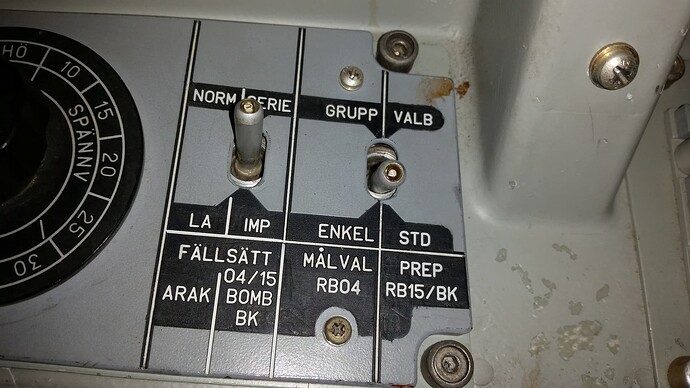 HÖ 10 15 20 25 30
SPÄNNV
NORM SERIE
GRUPP VALB
LA IMP
ENKEL STD
FÄLLSÄTT
ARAK
04/15
BOMB
BK
MÅLVAL
RB04
PREP
RB15/BK